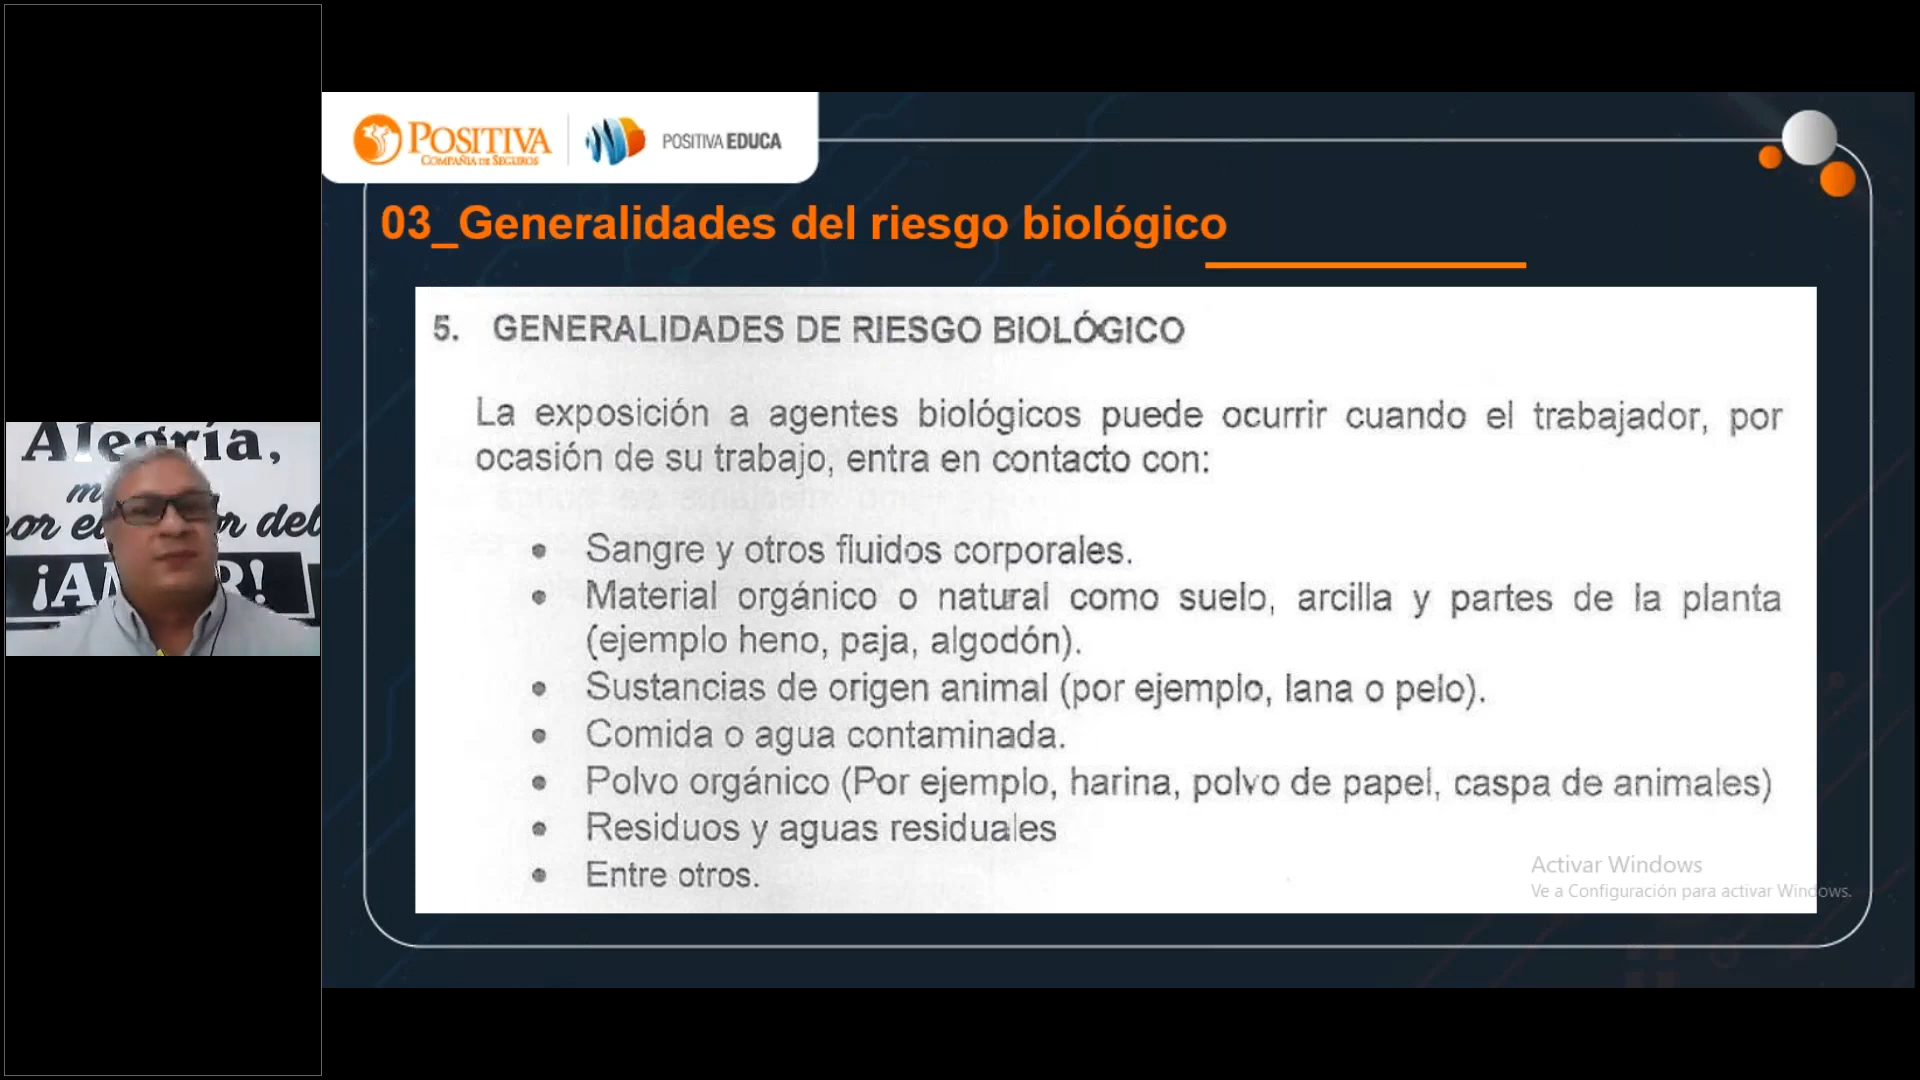 POSITIVA
COMPAÑIA DE SEGUROS
POSITIVA EDUCA
03_Generalidades del riesgo biológico
5. GENERALIDADES DE RIESGO BIOLÓGICO
La exposición a agentes biológicos puede ocurrir cuando el trabajador, por
ocasión de su trabajo, entra en contacto con:
• Sangre y otros fluidos corporales.
• Material orgánico o natural como suelo, arcilla y partes de la planta
(ejemplo heno, paja, algodón).
• Sustancias de origen animal (por ejemplo, lana o pelo).
• Comida o agua contaminada.
• Polvo orgánico (Por ejemplo, harina, polvo de papel, caspa de animales)
• Residuos y aguas residuales
• Entre otros.
Activar Windows
Ve a Configuración para activar Windows.
Alegría,
del